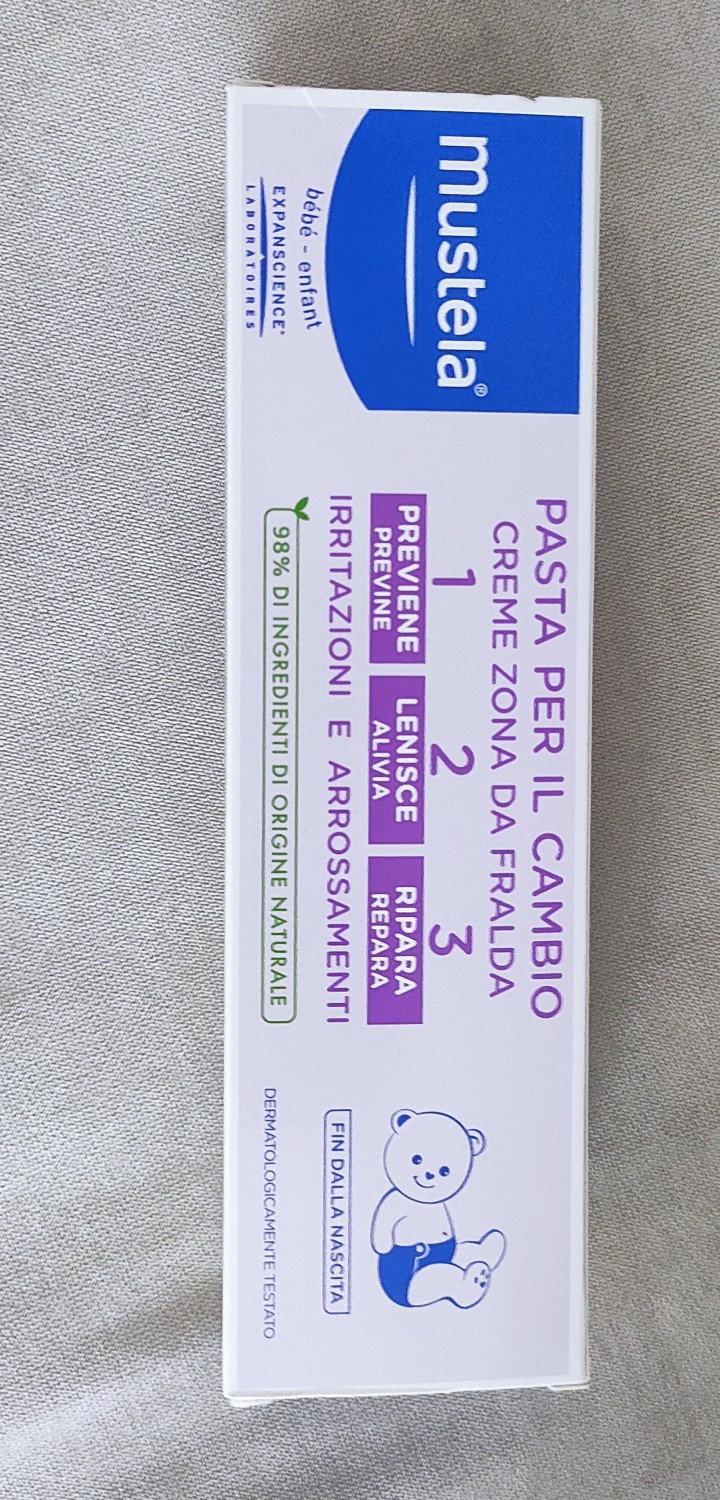 mustela®
bébé - enfant
EXPANSCIENCE®
LABORATOIRES
PASTA PER IL CAMBIO
CREME ZONA DA FRALDA
1 2 3
PREVIENE LENISCE RIPARA
PREVINE ALIVIA REPARA
IRRITAZIONI E ARROSSAMENTI
98% DI INGREDIENTI DI ORIGINE NATURALE
FIN DALLA NASCITA
DERMATOLOGICAMENTE TESTATO